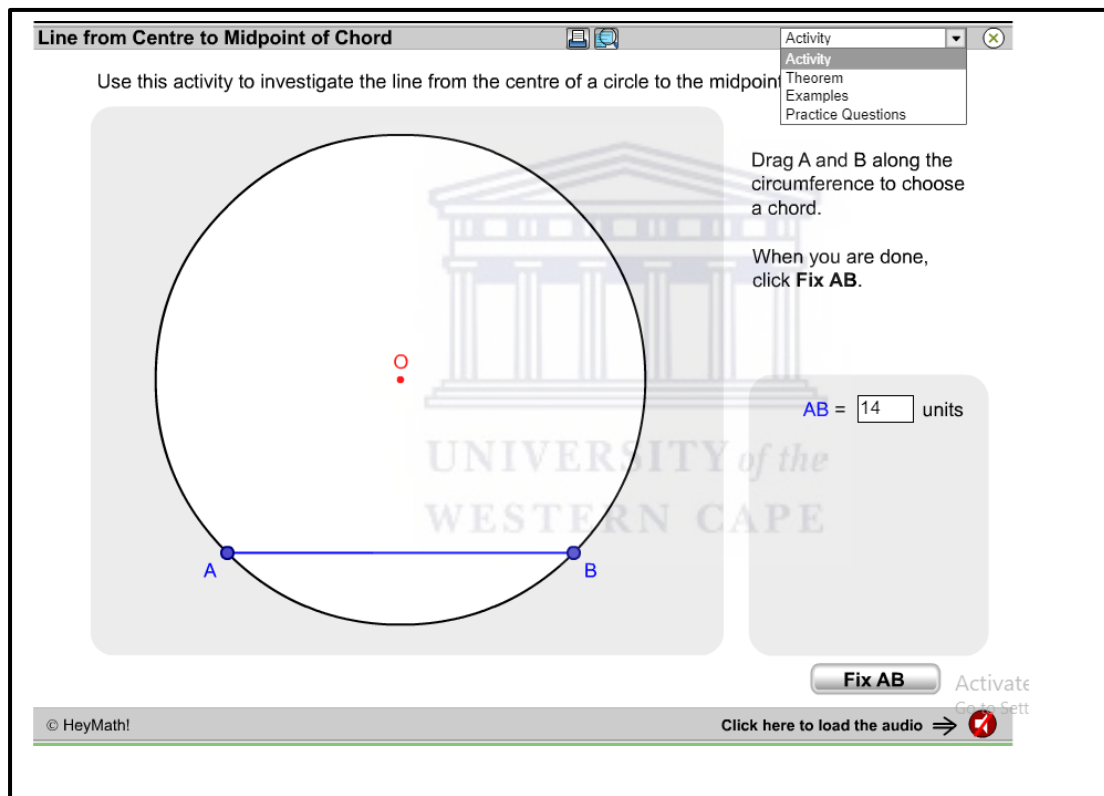 Line from Centre to Midpoint of Chord
Activity
Activity
Theorem
Examples
Practice Questions
Use this activity to investigate the line from the centre of a circle to the midpoint
Drag A and B along the
circumference to choose
a chord.
When you are done,
click Fix AB.
O
AB = 14 units
UNIVERSITY of the
WESTERN CAPE
A
B
Fix AB
Activate
Go to Sett
© HeyMath!
Click here to load the audio ⇒